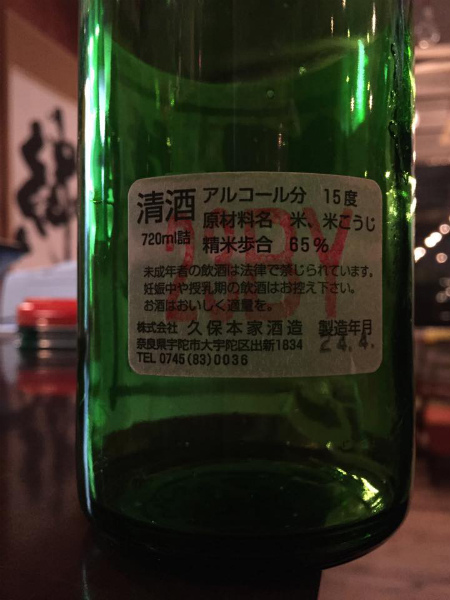 清酒
720ml詰
アルコール分 15度
原材料名 米、米こうじ
精米歩合 65%
未成年者の飲酒は法律で禁じられています。
妊娠中や授乳期の飲酒はお控え下さい。
お酒はおいしく適量を。
株式会社 久保本家酒造 製造年月
奈良県宇陀市大宇陀区出新1834 24.4.
TEL 0745(83)0036